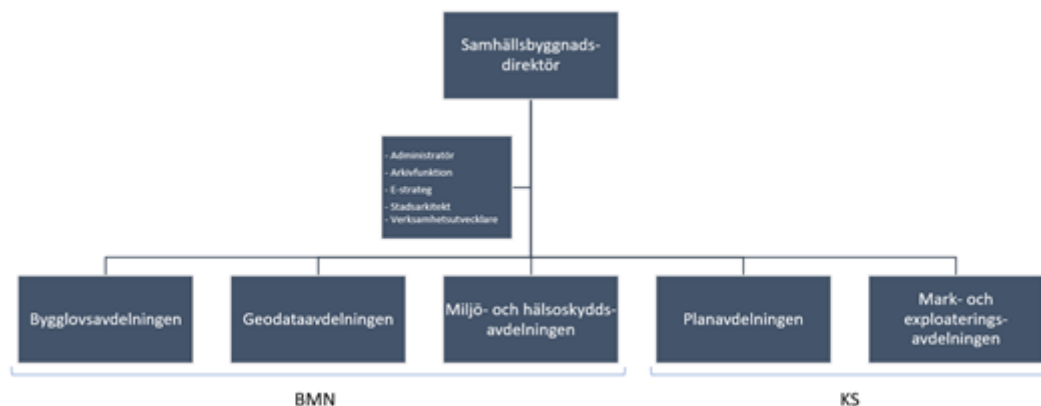 Samhällsbyggnads-
direktör
- Administratör
- Arkivfunktion
- E-strateg
- Stadsarkitekt
- Verksamhetsutvecklare
Bygglovsavdelningen
Geodataavdelningen
Miljö- och hälsoskydds-
avdelningen
Planavdelningen
Mark- och
exploaterings-
avdelningen
BMN
KS